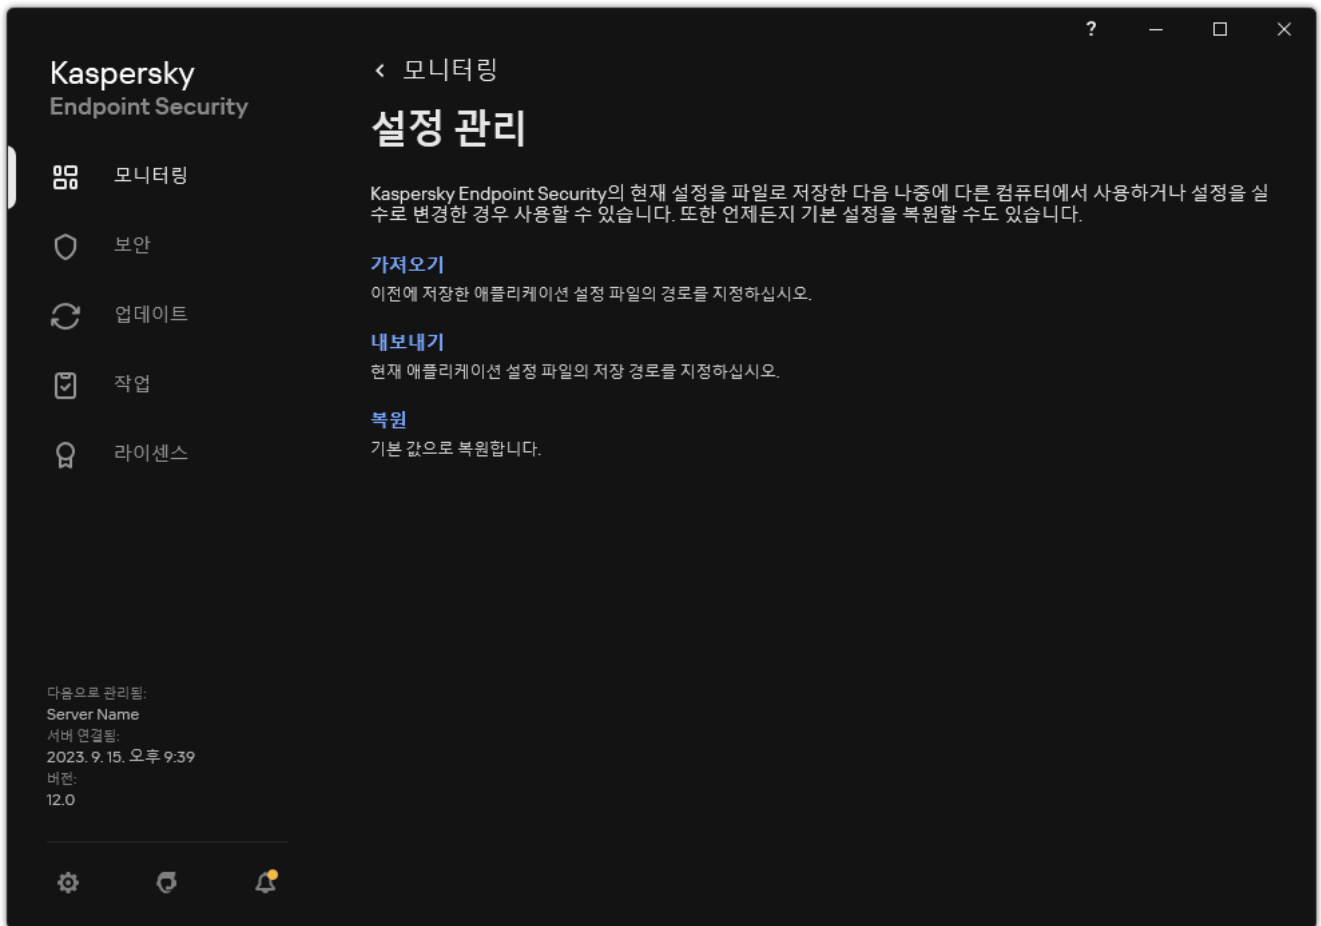 ?
Kaspersky
Endpoint Security
모니터링
보안
업데이트
작업
라이센스
다음으로 관리됨:
Server Name
서버 연결됨:
2023. 9. 15. 오후 9:39
버전:
12.0
모니터링
설정 관리
Kaspersky Endpoint Security의 현재 설정을 파일로 저장한 다음 나중에 다른 컴퓨터에서 사용하거나 설정을 실
수로 변경한 경우 사용할 수 있습니다. 또한 언제든지 기본 설정을 복원할 수도 있습니다.
가져오기
이전에 저장한 애플리케이션 설정 파일의 경로를 지정하십시오.
내보내기
현재 애플리케이션 설정 파일의 저장 경로를 지정하십시오.
복원
기본 값으로 복원합니다.